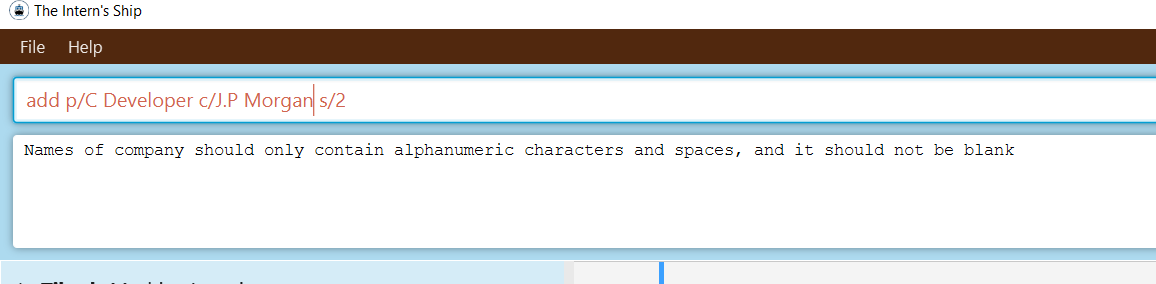 The Intern's Ship
File Help
add p/C Developer c/J.P Morgan s/2
Names of company should only contain alphanumeric characters and spaces, and it should not be blank